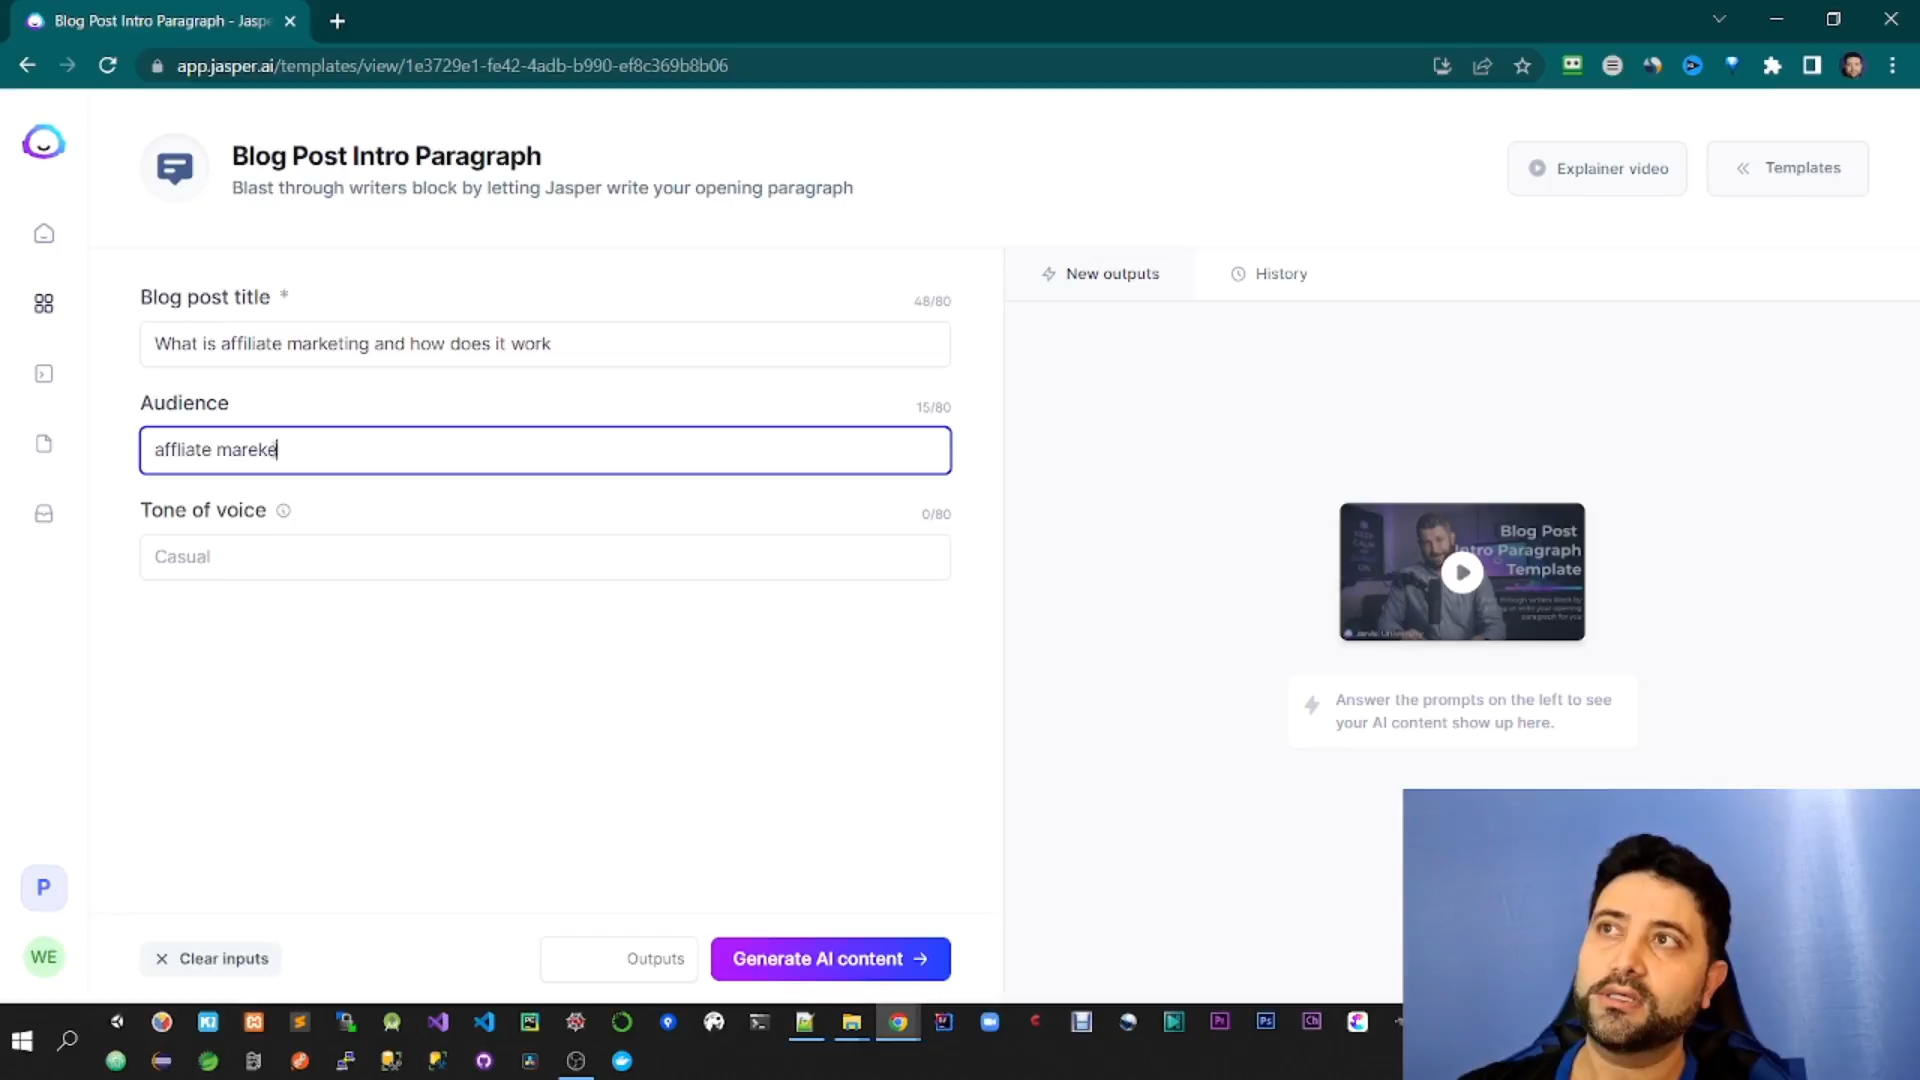 Blog Post Intro Paragraph - Jasp
app.jasper.ai/templates/view/1e3729e1-fe42-4adb-b990-ef8c369b8b06
Blog Post Intro Paragraph
Blast through writers block by letting Jasper write your opening paragraph
Explainer video
Templates
New outputs
History
Blog post title *
48/80
What is affiliate marketing and how does it work
Audience
15/80
affliate mareke
Tone of voice
0/80
Casual
Blog Post
Intro Paragraph
Template
Answer the prompts on the left to see
your AI content show up here.
P
WE
Clear inputs
Outputs
Generate AI content